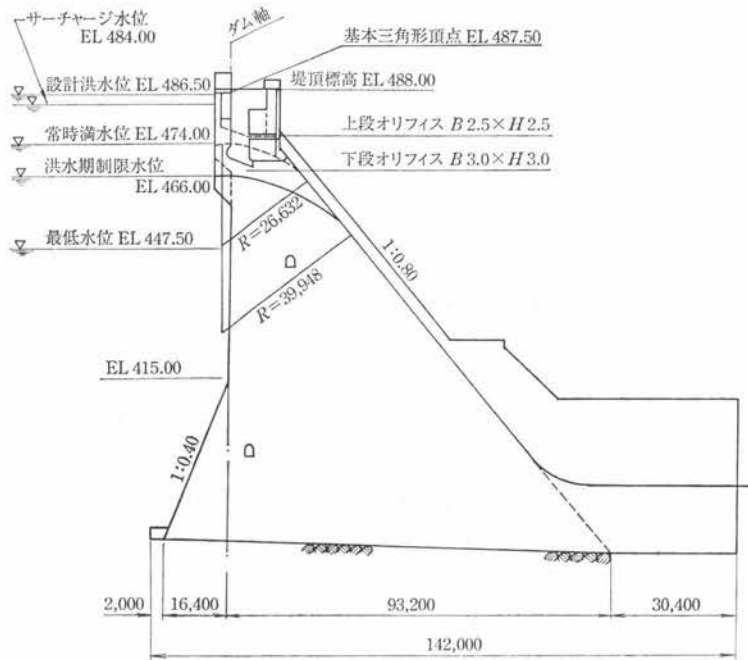 サーチャージ水位
EL 484.00
ダム軸
基本三角形頂点 EL 487.50
設計洪水位 EL 486.50
堤頂標高 EL 488.00
常時満水位 EL 474.00
上段オリフィス B 2.5×H 2.5
洪水期制限水位
EL 466.00
下段オリフィス B 3.0×H 3.0
最低水位 EL 447.50
R=26,632
1:0.80
R=39,948
EL 415.00
1:0.40
2,000
16,400
93,200
30,400
142,000